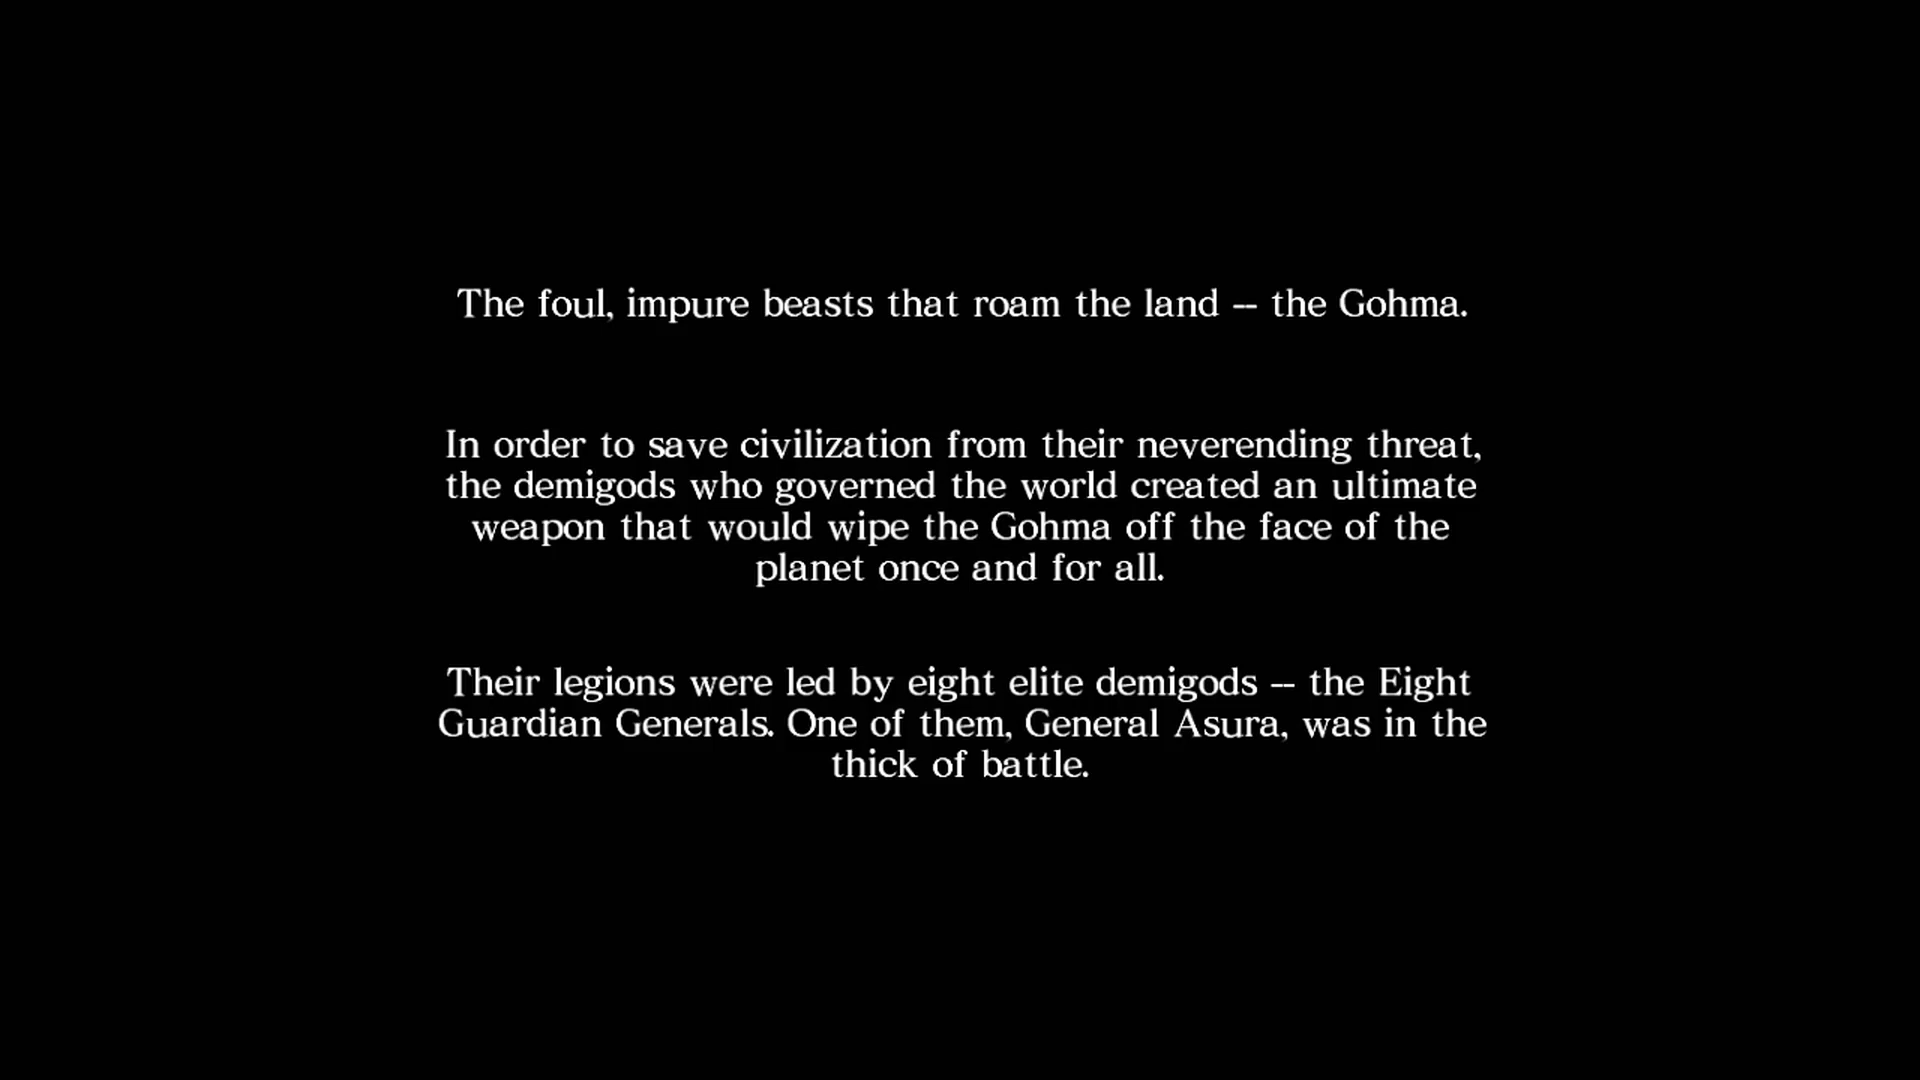 The foul, impure beasts that roam the land -- the Gohma.
In order to save civilization from their neverending threat,
the demigods who governed the world created an ultimate
weapon that would wipe the Gohma off the face of the
planet once and for all.
Their legions were led by eight elite demigods -- the Eight
Guardian Generals. One of them, General Asura, was in the
thick of battle.